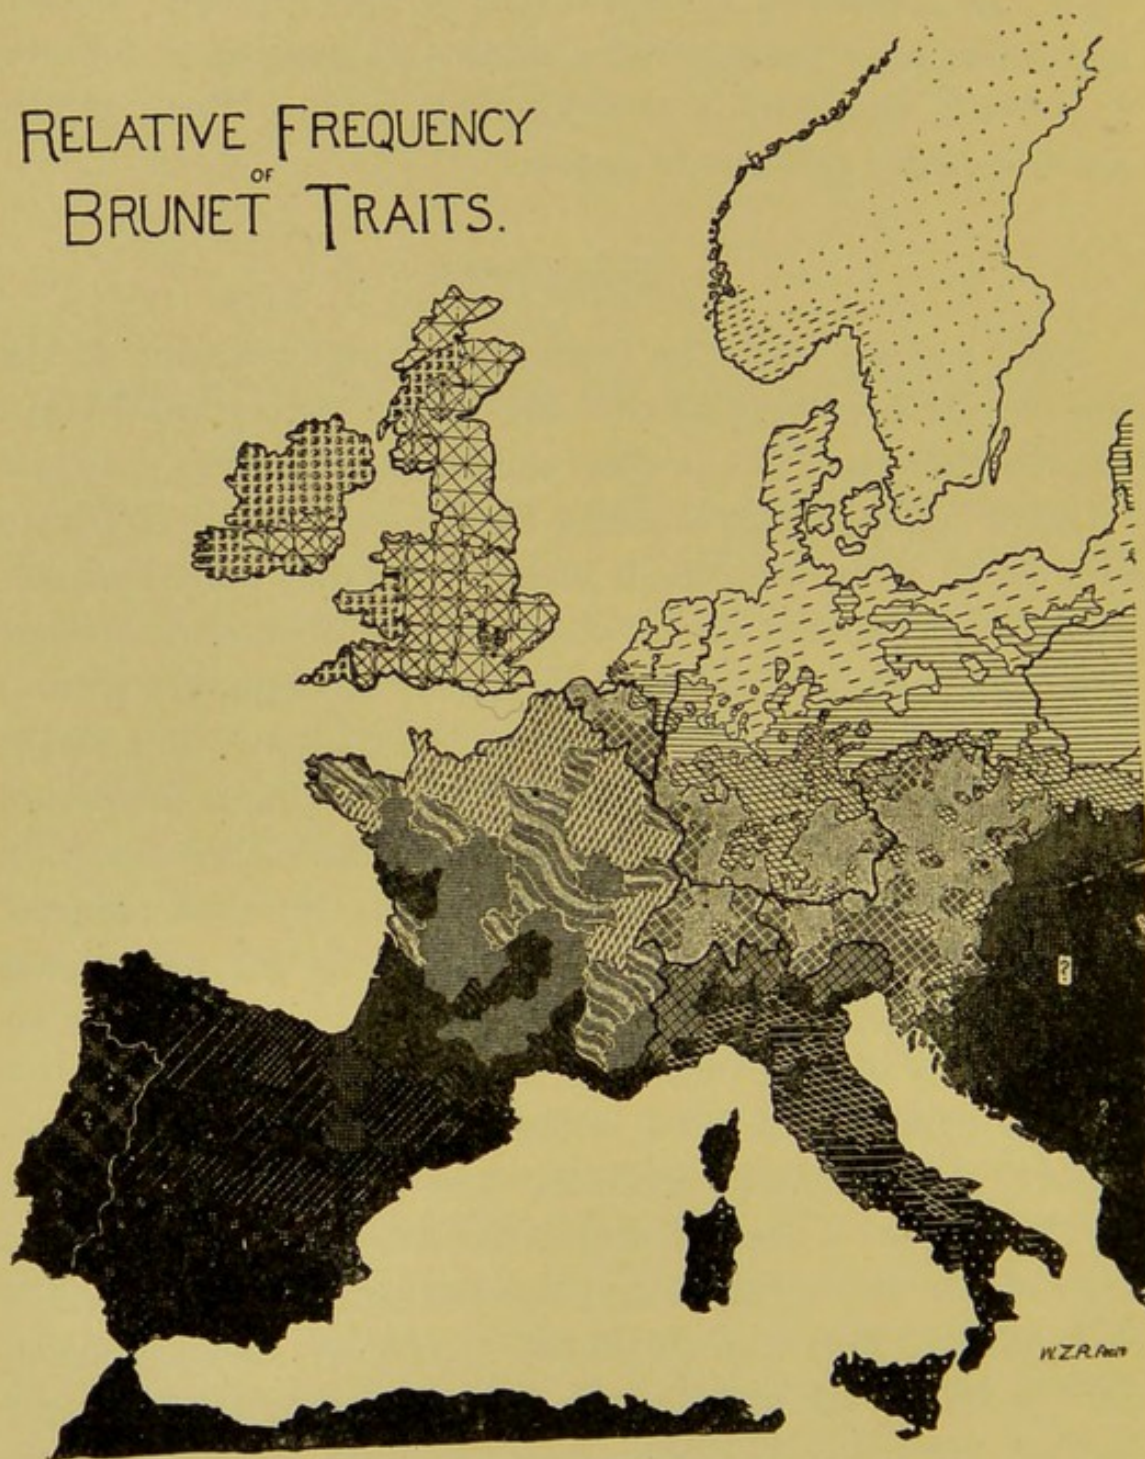 RELATIVE FREQUENCY
OF
BRUNET TRAITS.
?
?
?
?
W.Z.R.